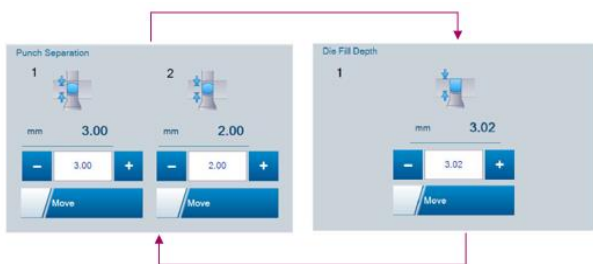 Punch Separation
1
2
mm 3.00
mm 2.00
− 3.00 +
− 2.00 +
Move
Move
Die Fill Depth
1
mm 3.02
− 3.02 +
Move